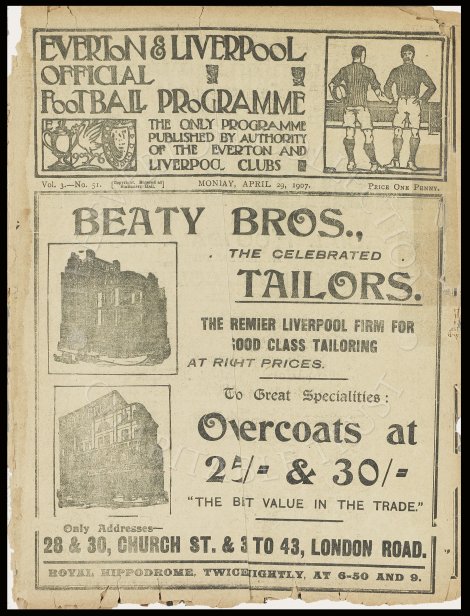 EVERTON & LIVERPOOL
OFFICIAL
FOOTBALL PROGRAMME
THE ONLY PROGRAMME
PUBLISHED BY AUTHORITY
OF THE EVERTON AND
LIVERPOOL CLUBS
Vol. 3.—No. 51.
MONDAY, APRIL 29, 1907.
PRICE ONE PENNY.
BEATY BROS.,
THE CELEBRATED
TAILORS.
THE REMIER LIVERPOOL FIRM FOR
OOD CLASS TAILORING
AT RIGHT PRICES.
To Great Specialities:
Overcoats at
25/- & 30/-
"THE BET VALUE IN THE TRADE."
Only Addresses—
28 & 30, CHURCH ST. & 3 TO 43, LONDON ROAD.
ROYAL HIPPODROME, TWICE NIGHTLY, AT 6-50 AND 9.